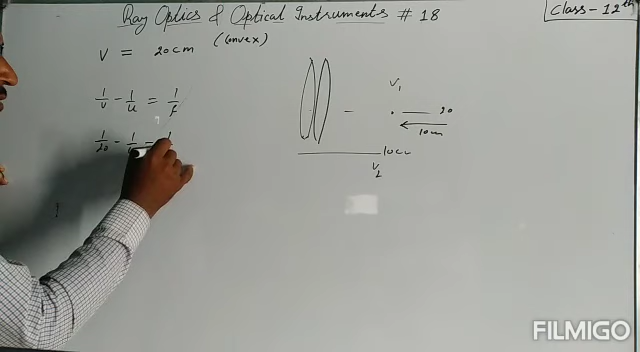 Ray Optics & Optical Instruments # 18
Class - 12th
V = 20cm (Convex)
1/v - 1/u = 1/f
1/20 - 1/u =
V1
20
10cm
V2
FILMIGO